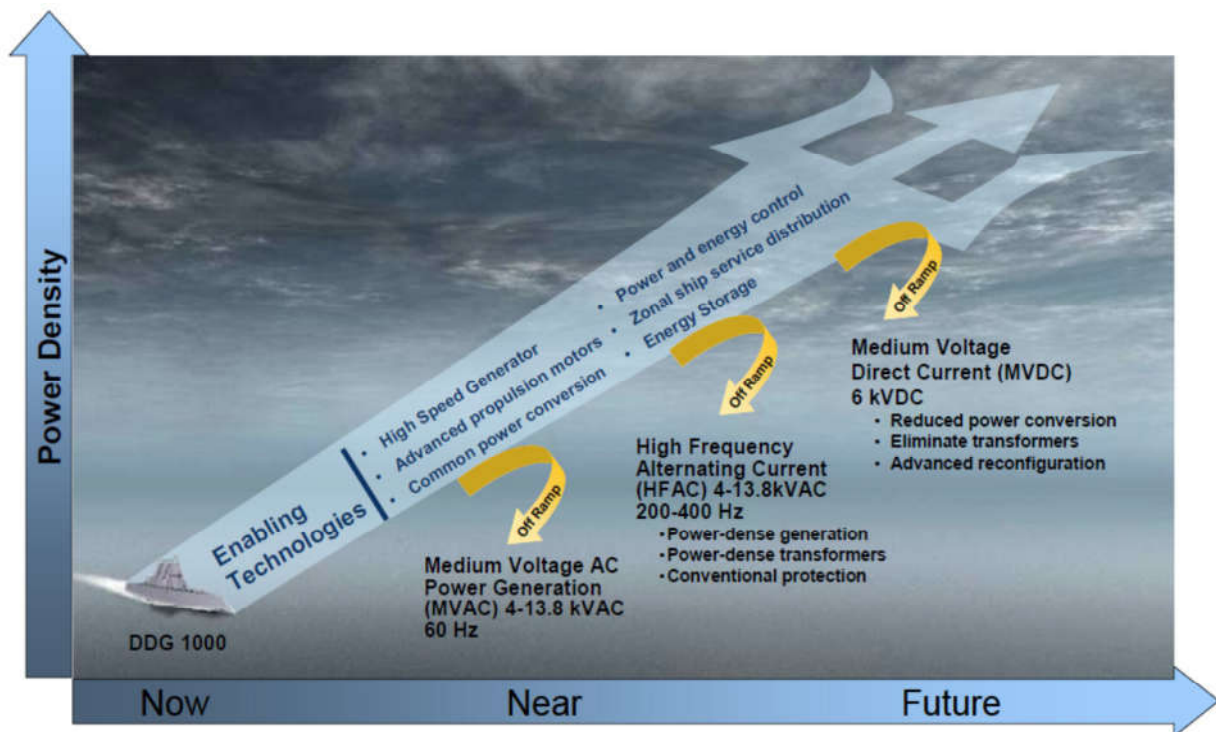 Power Density
• Power and energy control
• Zonal ship service distribution
• Energy Storage
• High Speed Generator
• Advanced propulsion motors
• Common power conversion
Enabling
Technologies
Off Ramp
Off Ramp
Off Ramp
Medium Voltage
Direct Current (MVDC)
6 kVDC
• Reduced power conversion
• Eliminate transformers
• Advanced reconfiguration
High Frequency
Alternating Current
(HFAC) 4-13.8kVAC
200-400 Hz
• Power-dense generation
• Power-dense transformers
• Conventional protection
Medium Voltage AC
Power Generation
(MVAC) 4-13.8 kVAC
60 Hz
DDG 1000
Now
Near
Future